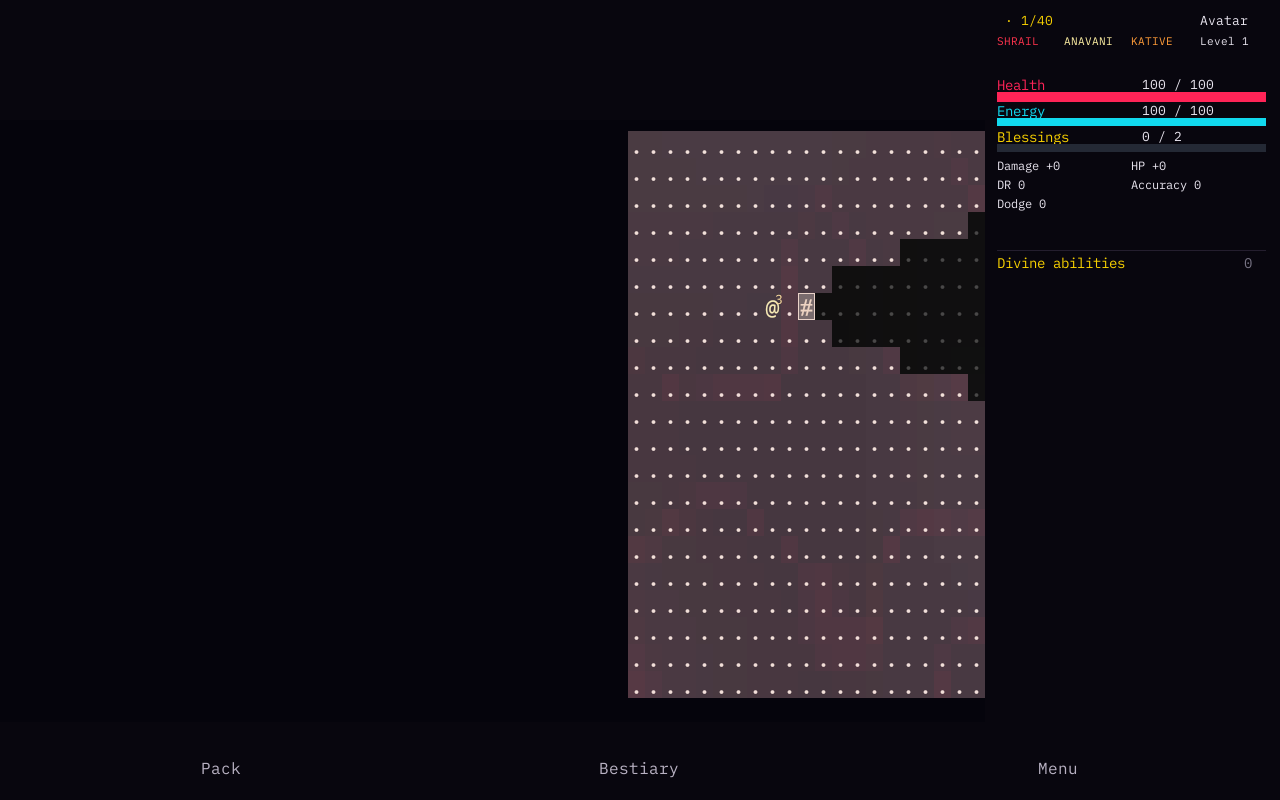 · 1/40 Avatar
SHRAIL ANAVANI KATIVE Level 1
Health 100 / 100
Energy 100 / 100
Blessings 0 / 2
Damage +0 HP +0
DR 0 Accuracy 0
Dodge 0
Divine abilities 0
@3 #
Pack Bestiary Menu